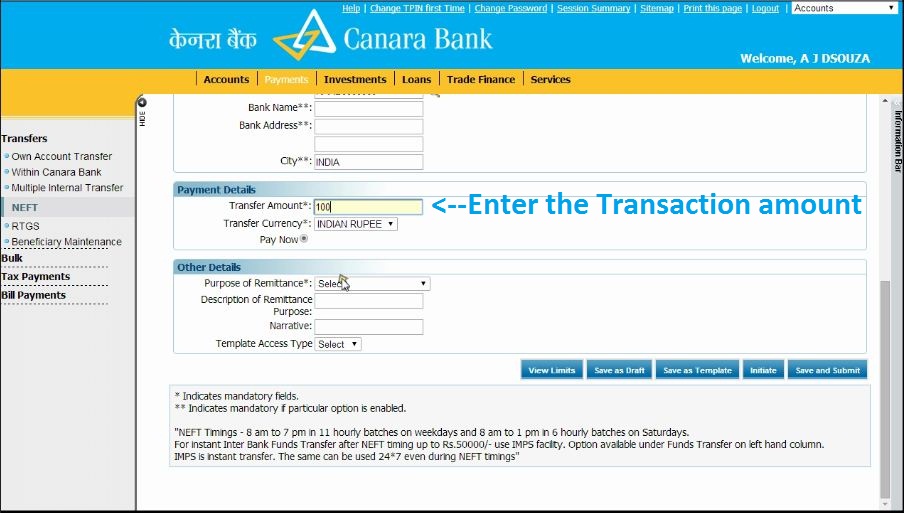 Help | Change TPIN first Time | Change Password | Session Summary | Sitemap | Print this page | Logout
Accounts
केनरा बैंक Canara Bank
Welcome, A J DSOUZA
Accounts | Payments | Investments | Loans | Trade Finance | Services
HIDE
Information Bar
Transfers
Own Account Transfer
Within Canara Bank
Multiple Internal Transfer
NEFT
RTGS
Beneficiary Maintenance
Bulk
Tax Payments
Bill Payments
Bank Name**:
Bank Address**:
City**: INDIA
Payment Details
Transfer Amount*: 100 <--Enter the Transaction amount
Transfer Currency*: INDIAN RUPEE
Pay Now
Other Details
Purpose of Remittance*: Select
Description of Remittance
Purpose:
Narrative:
Template Access Type Select
View Limits Save as Draft Save as Template Initiate Save and Submit
* Indicates mandatory fields.
** Indicates mandatory if particular option is enabled.
"NEFT Timings - 8 am to 7 pm in 11 hourly batches on weekdays and 8 am to 1 pm in 6 hourly batches on Saturdays.
For instant Inter Bank Funds Transfer after NEFT timing up to Rs.50000/- use IMPS facility. Option available under Funds Transfer on left hand column.
IMPS is instant transfer. The same can be used 24*7 even during NEFT timings"